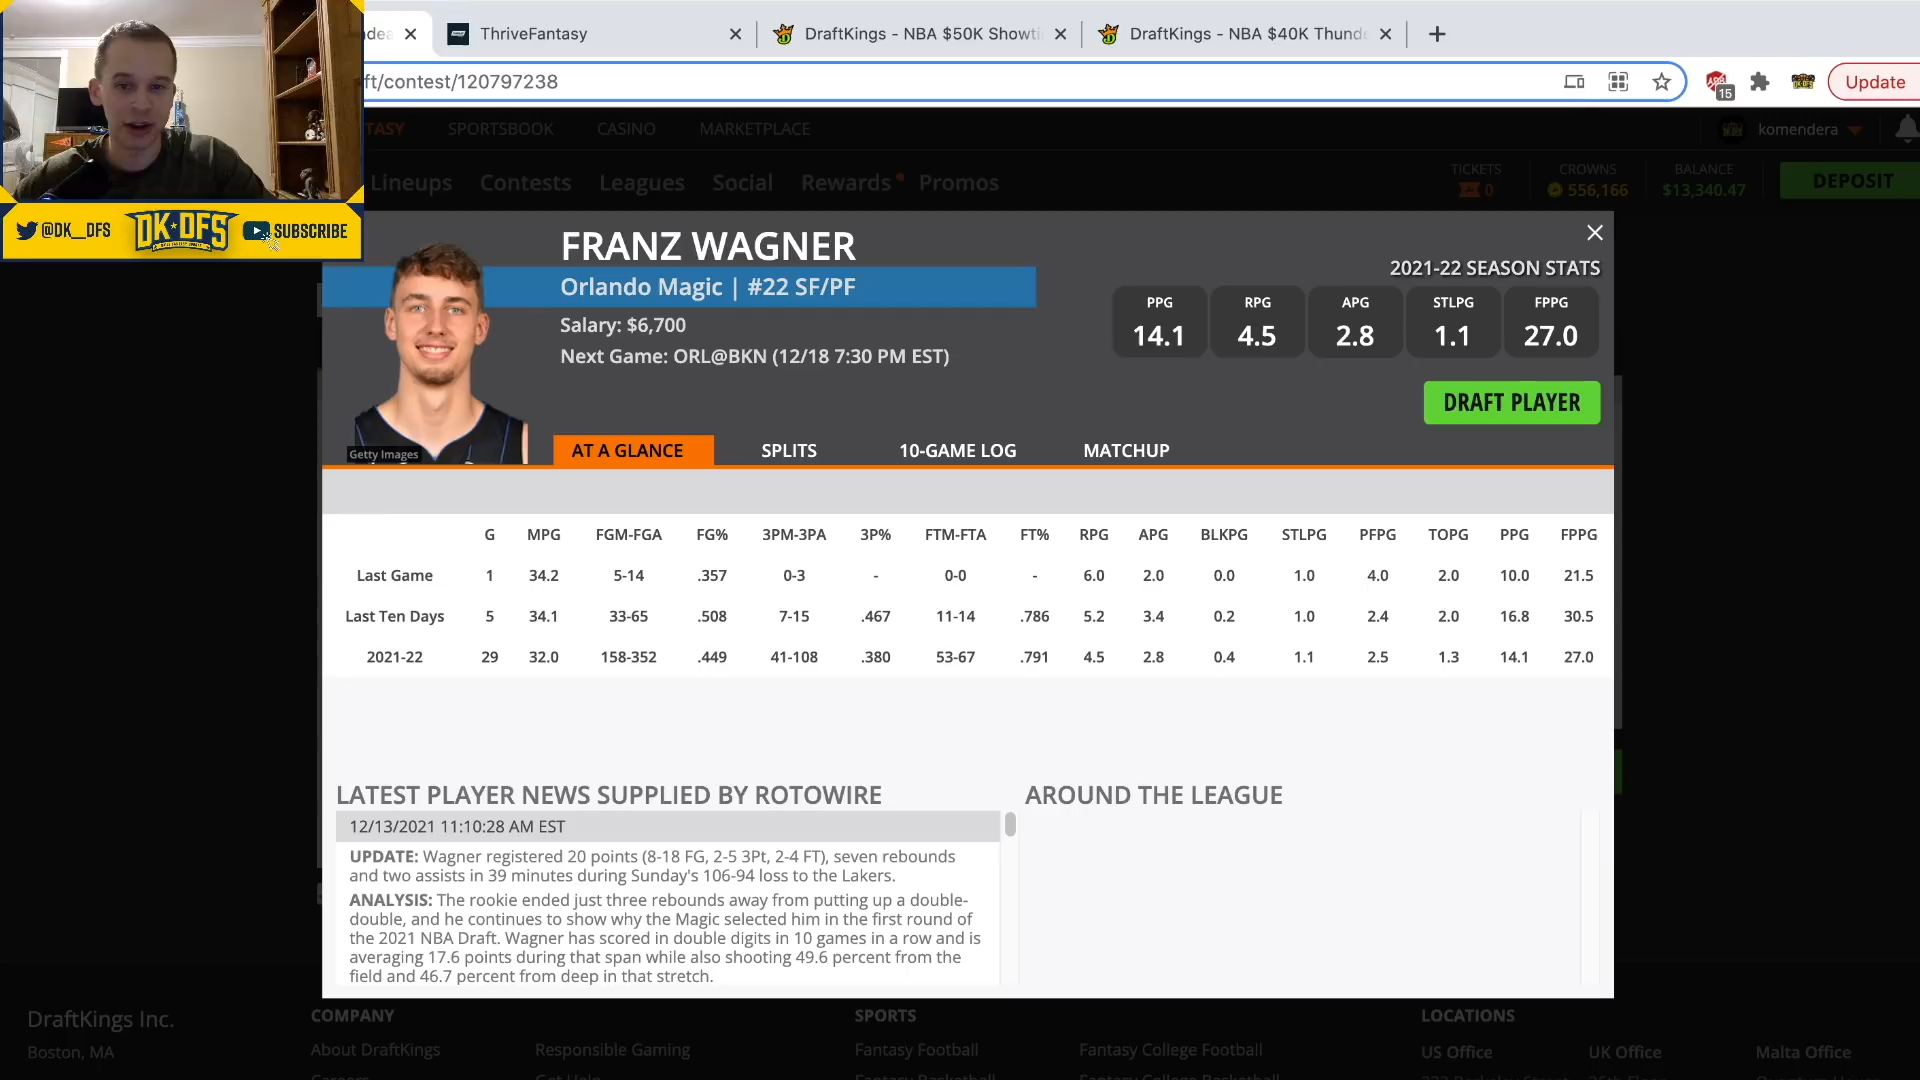 ThriveFantasy
DraftKings - NBA $50K Showti
DraftKings - NBA $40K Thund
ft/contest/120797238
15
Update
SPORTSBOOK CASINO MARKETPLACE
komendera
Lineups Contests Leagues Social Rewards Promos
TICKETS CROWNS BALANCE
0 556,166 $13,340.47
DEPOSIT
@DK__DFS DK DFS SUBSCRIBE
FRANZ WAGNER
Orlando Magic | #22 SF/PF
Salary: $6,700
Next Game: ORL@BKN (12/18 7:30 PM EST)
2021-22 SEASON STATS
PPG RPG APG STLPG FPPG
14.1 4.5 2.8 1.1 27.0
DRAFT PLAYER
Getty Images
AT A GLANCE SPLITS 10-GAME LOG MATCHUP
G MPG FGM-FGA FG% 3PM-3PA 3P% FTM-FTA FT% RPG APG BLKPG STLPG PFPG TOPG PPG FPPG
Last Game 1 34.2 5-14 .357 0-3 - 0-0 - 6.0 2.0 0.0 1.0 4.0 2.0 10.0 21.5
Last Ten Days 5 34.1 33-65 .508 7-15 .467 11-14 .786 5.2 3.4 0.2 1.0 2.4 2.0 16.8 30.5
2021-22 29 32.0 158-352 .449 41-108 .380 53-67 .791 4.5 2.8 0.4 1.1 2.5 1.3 14.1 27.0
LATEST PLAYER NEWS SUPPLIED BY ROTOWIRE
AROUND THE LEAGUE
12/13/2021 11:10:28 AM EST
UPDATE: Wagner registered 20 points (8-18 FG, 2-5 3Pt, 2-4 FT), seven rebounds
and two assists in 39 minutes during Sunday's 106-94 loss to the Lakers.
ANALYSIS: The rookie ended just three rebounds away from putting up a double-
double, and he continues to show why the Magic selected him in the first round of
the 2021 NBA Draft. Wagner has scored in double digits in 10 games in a row and is
averaging 17.6 points during that span while also shooting 49.6 percent from the
field and 46.7 percent from deep in that stretch.
DraftKings Inc.
Boston, MA
COMPANY SPORTS LOCATIONS
About DraftKings Responsible Gaming Fantasy Football Fantasy College Football US Office UK Office Malta Office